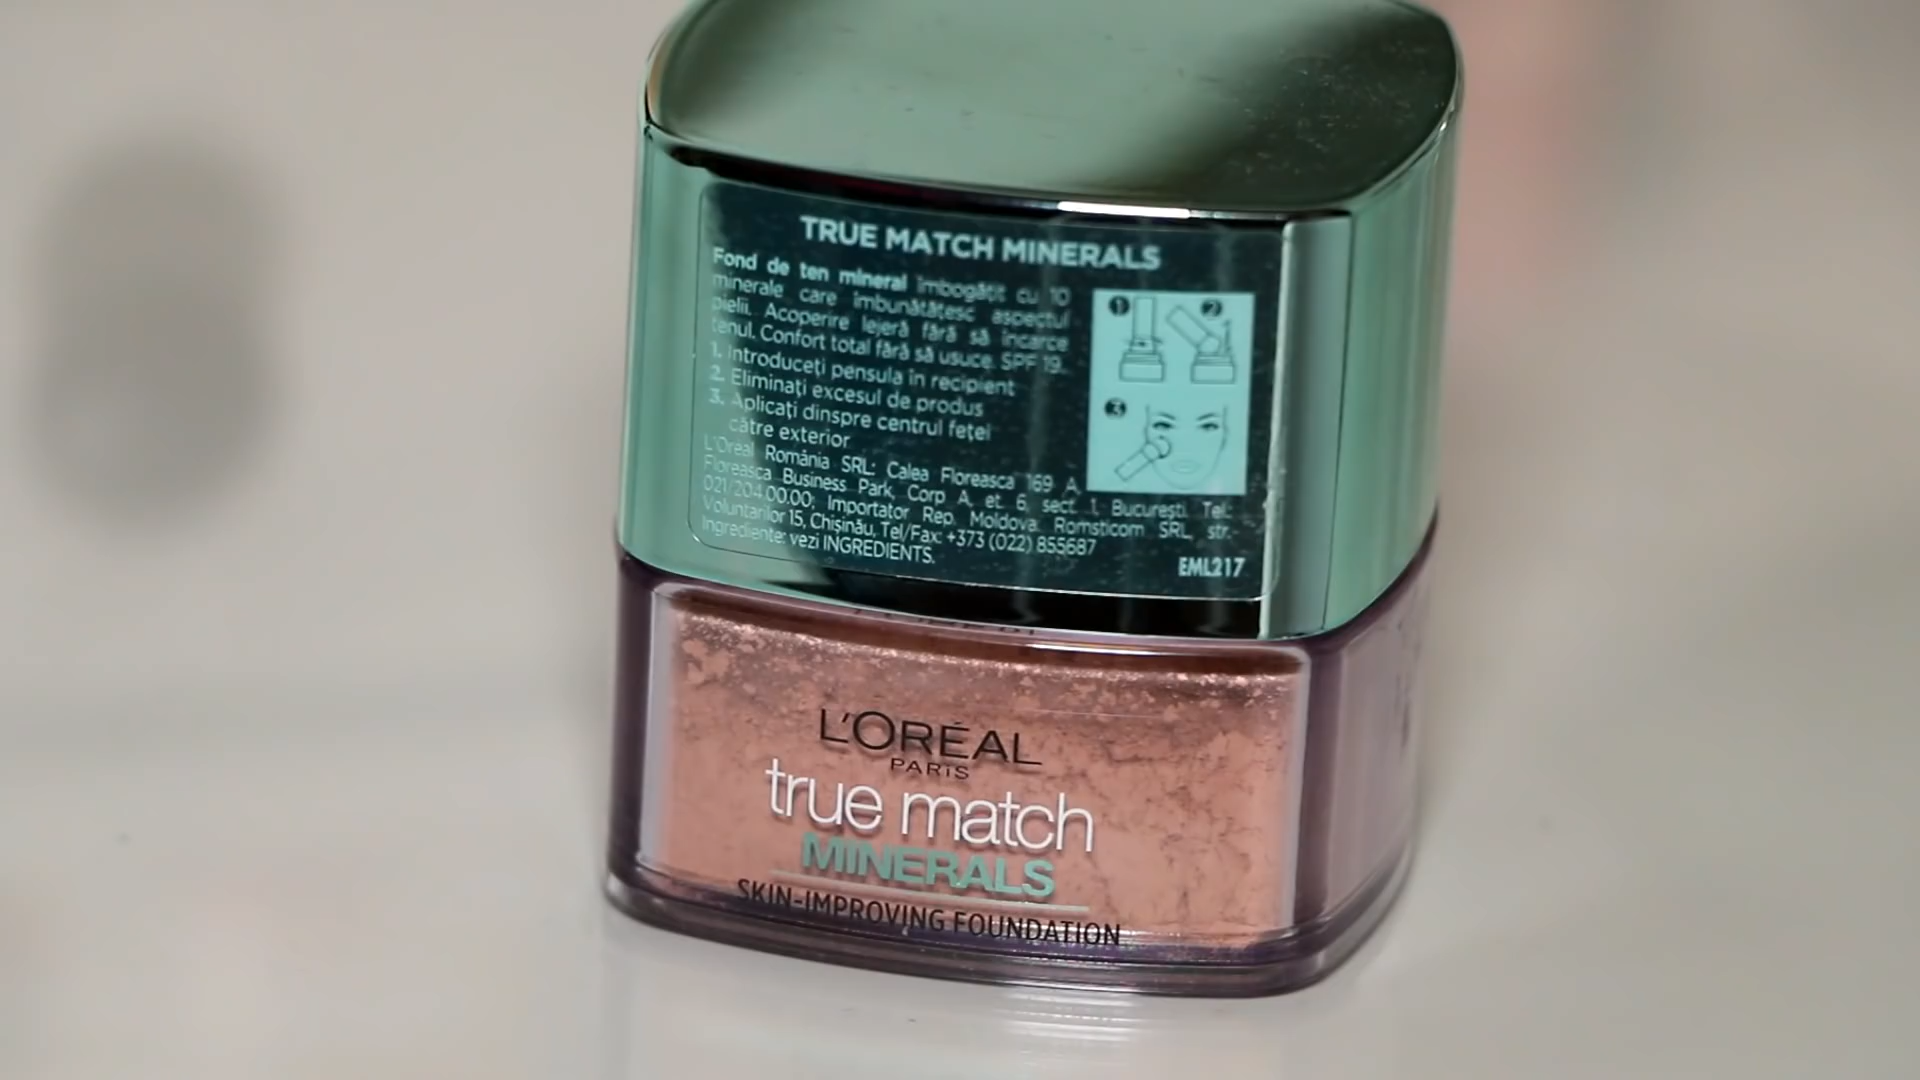 TRUE MATCH MINERALS
Fond de ten mineral îmbogățit cu 10
minerale care îmbunătățesc aspectul
pielii. Acoperire lejeră fără să încarce
tenul. Confort total fără să usuce. SPF 19.
1. Introduceți pensula în recipient
2. Eliminați excesul de produs
3. Aplicați dinspre centrul feței
către exterior
1 2
3
L'Oréal România SRL: Calea Floreasca 169 A
Floreasca Business Park, Corp A, et. 6, sect. 1, București. Tel.:
021/204.00.00; Importator Rep. Moldova Romsticom SRL, str.
Voluntarilor 15, Chișinău, Tel/Fax: +373 (022) 855687
Ingrediente: vezi INGREDIENTS.
EML217
L'ORÉAL
PARIS
true match
MINERALS
SKIN-IMPROVING FOUNDATION